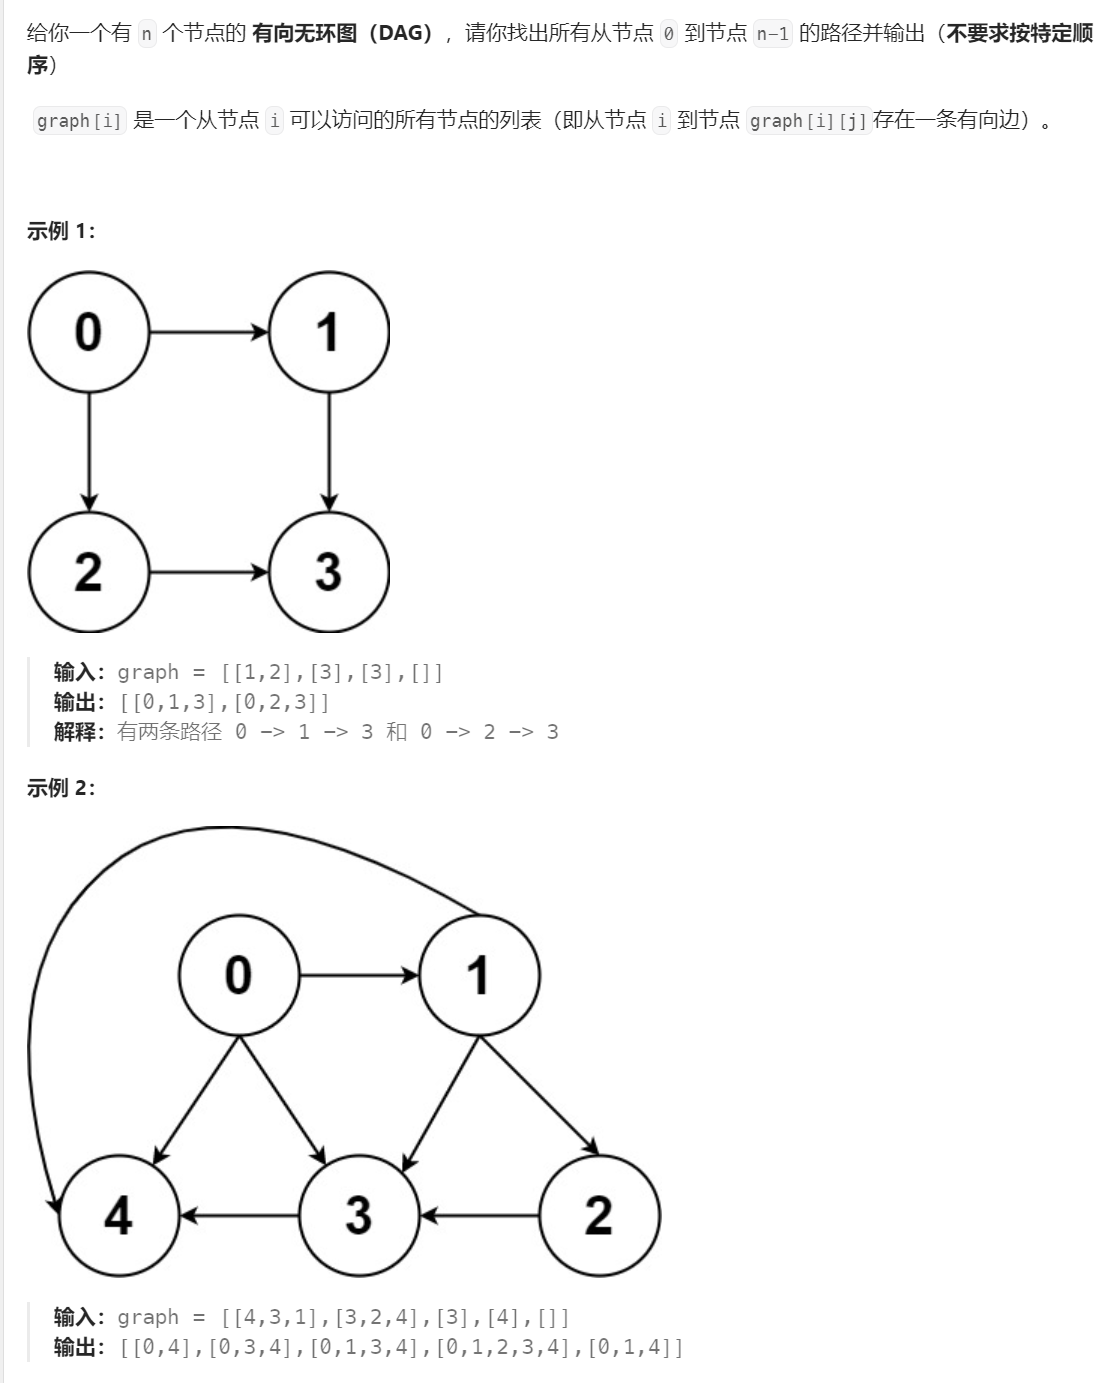 给你一个有 n 个节点的 有向无环图（DAG），请你找出所有从节点 0 到节点 n-1 的路径并输出（不要求按特定顺
序）
graph[i] 是一个从节点 i 可以访问的所有节点的列表（即从节点 i 到节点 graph[i][j]存在一条有向边）。
示例 1：
0
1
2
3
输入：graph = [[1,2],[3],[3],[]]
输出：[[0,1,3],[0,2,3]]
解释：有两条路径 0 -> 1 -> 3 和 0 -> 2 -> 3
示例 2：
0
1
4
3
2
输入：graph = [[4,3,1],[3,2,4],[3],[4],[]]
输出：[[0,4],[0,3,4],[0,1,3,4],[0,1,2,3,4],[0,1,4]]